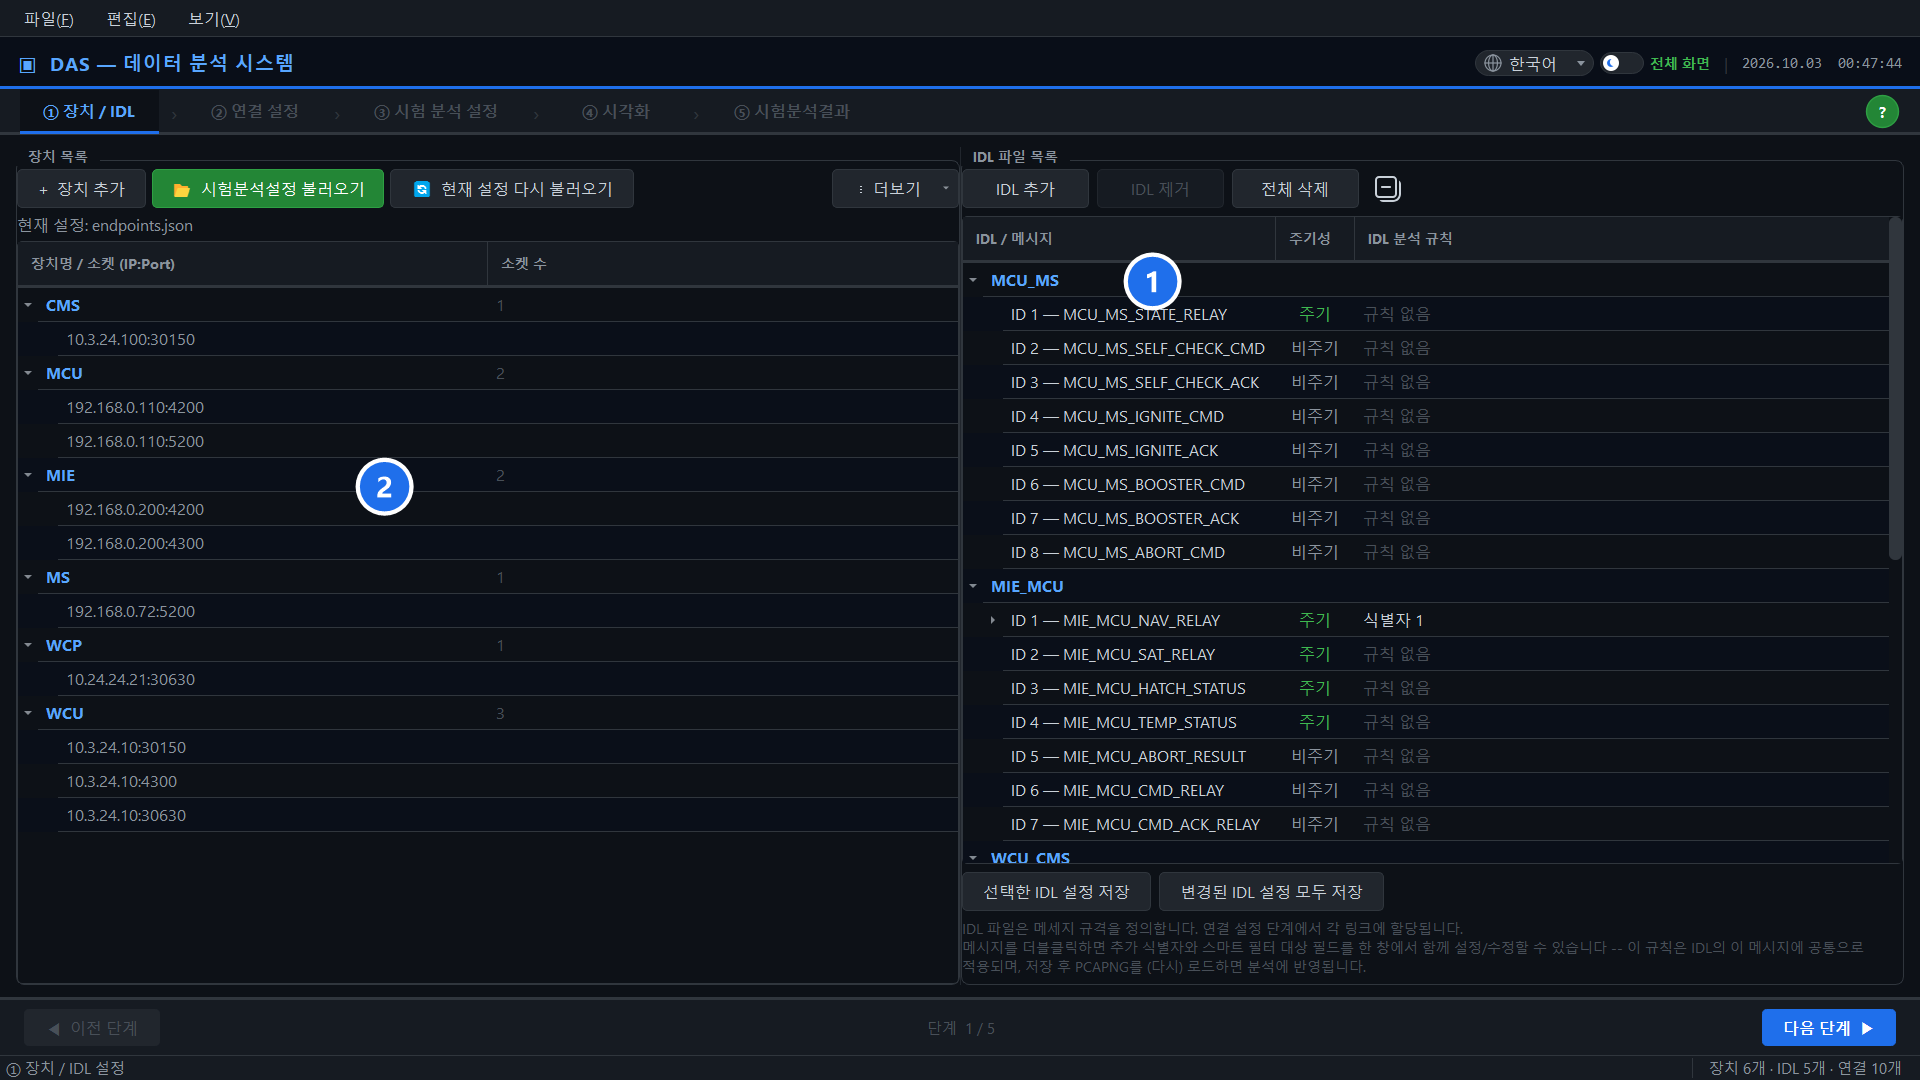 파일(F) 편집(E) 보기(V)
DAS — 데이터 분석 시스템
한국어 전체 화면 | 2026.10.03 00:47:44
① 장치 / IDL › ② 연결 설정 › ③ 시험 분석 설정 › ④ 시각화 › ⑤ 시험분석결과 ?
장치 목록
+ 장치 추가 시험분석설정 불러오기 현재 설정 다시 불러오기 ⋮ 더보기
현재 설정: endpoints.json
장치명 / 소켓 (IP:Port) 소켓 수
CMS 1
10.3.24.100:30150
MCU 2
192.168.0.110:4200
192.168.0.110:5200
MIE 2
2
192.168.0.200:4200
192.168.0.200:4300
MS 1
192.168.0.72:5200
WCP 1
10.24.24.21:30630
WCU 3
10.3.24.10:30150
10.3.24.10:4300
10.3.24.10:30630
IDL 파일 목록
IDL 추가 IDL 제거 전체 삭제
IDL / 메시지 주기성 IDL 분석 규칙
MCU_MS
1
ID 1 — MCU_MS_STATE_RELAY 주기 규칙 없음
ID 2 — MCU_MS_SELF_CHECK_CMD 비주기 규칙 없음
ID 3 — MCU_MS_SELF_CHECK_ACK 비주기 규칙 없음
ID 4 — MCU_MS_IGNITE_CMD 비주기 규칙 없음
ID 5 — MCU_MS_IGNITE_ACK 비주기 규칙 없음
ID 6 — MCU_MS_BOOSTER_CMD 비주기 규칙 없음
ID 7 — MCU_MS_BOOSTER_ACK 비주기 규칙 없음
ID 8 — MCU_MS_ABORT_CMD 비주기 규칙 없음
MIE_MCU
ID 1 — MIE_MCU_NAV_RELAY 주기 식별자 1
ID 2 — MIE_MCU_SAT_RELAY 주기 규칙 없음
ID 3 — MIE_MCU_HATCH_STATUS 주기 규칙 없음
ID 4 — MIE_MCU_TEMP_STATUS 주기 규칙 없음
ID 5 — MIE_MCU_ABORT_RESULT 비주기 규칙 없음
ID 6 — MIE_MCU_CMD_RELAY 비주기 규칙 없음
ID 7 — MIE_MCU_CMD_ACK_RELAY 비주기 규칙 없음
WCU_CMS
선택한 IDL 설정 저장 변경된 IDL 설정 모두 저장
IDL 파일은 메세지 규격을 정의합니다. 연결 설정 단계에서 각 링크에 할당됩니다.
메시지를 더블클릭하면 추가 식별자와 스마트 필터 대상 필드를 한 창에서 함께 설정/수정할 수 있습니다 -- 이 규칙은 IDL의 이 메시지에 공통으로
적용되며, 저장 후 PCAPNG를 (다시) 로드하면 분석에 반영됩니다.
◀ 이전 단계 단계 1 / 5 다음 단계 ▶
① 장치 / IDL 설정 장치 6개 · IDL 5개 · 연결 10개